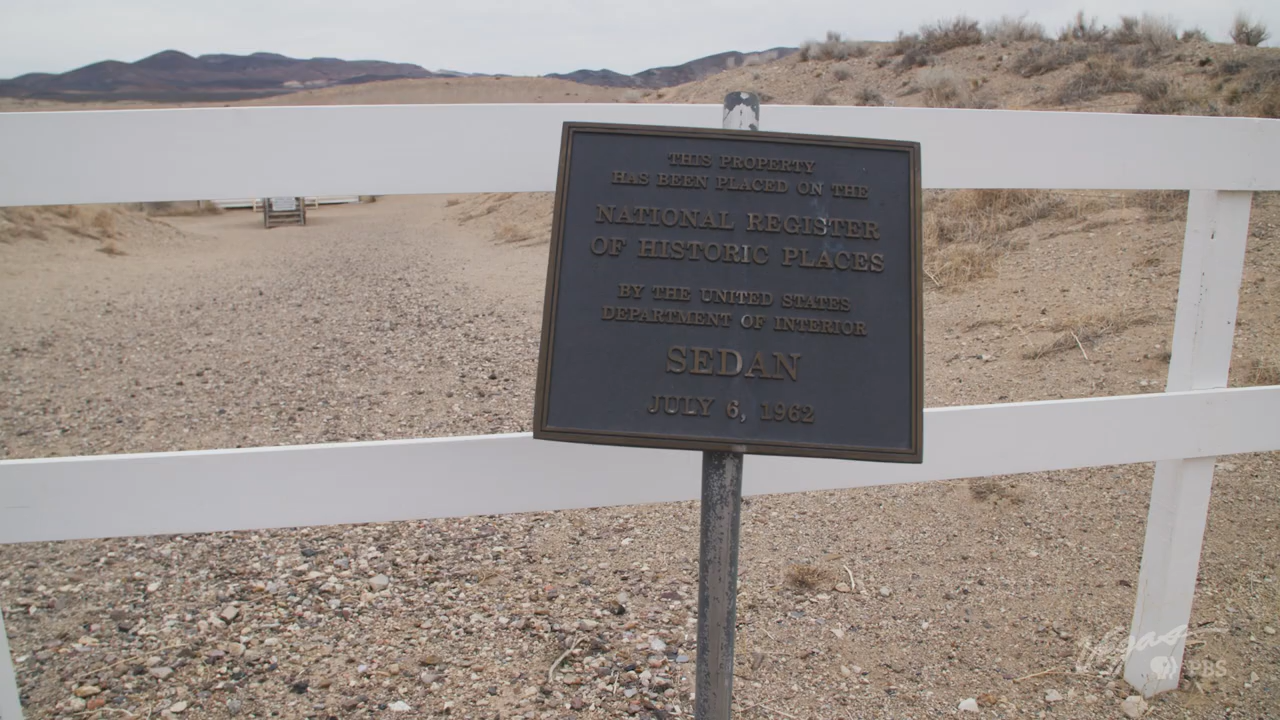 THIS PROPERTY
HAS BEEN PLACED ON THE
NATIONAL REGISTER
OF HISTORIC PLACES
BY THE UNITED STATES
DEPARTMENT OF INTERIOR
SEDAN
JULY 6, 1962
Vegas
PBS